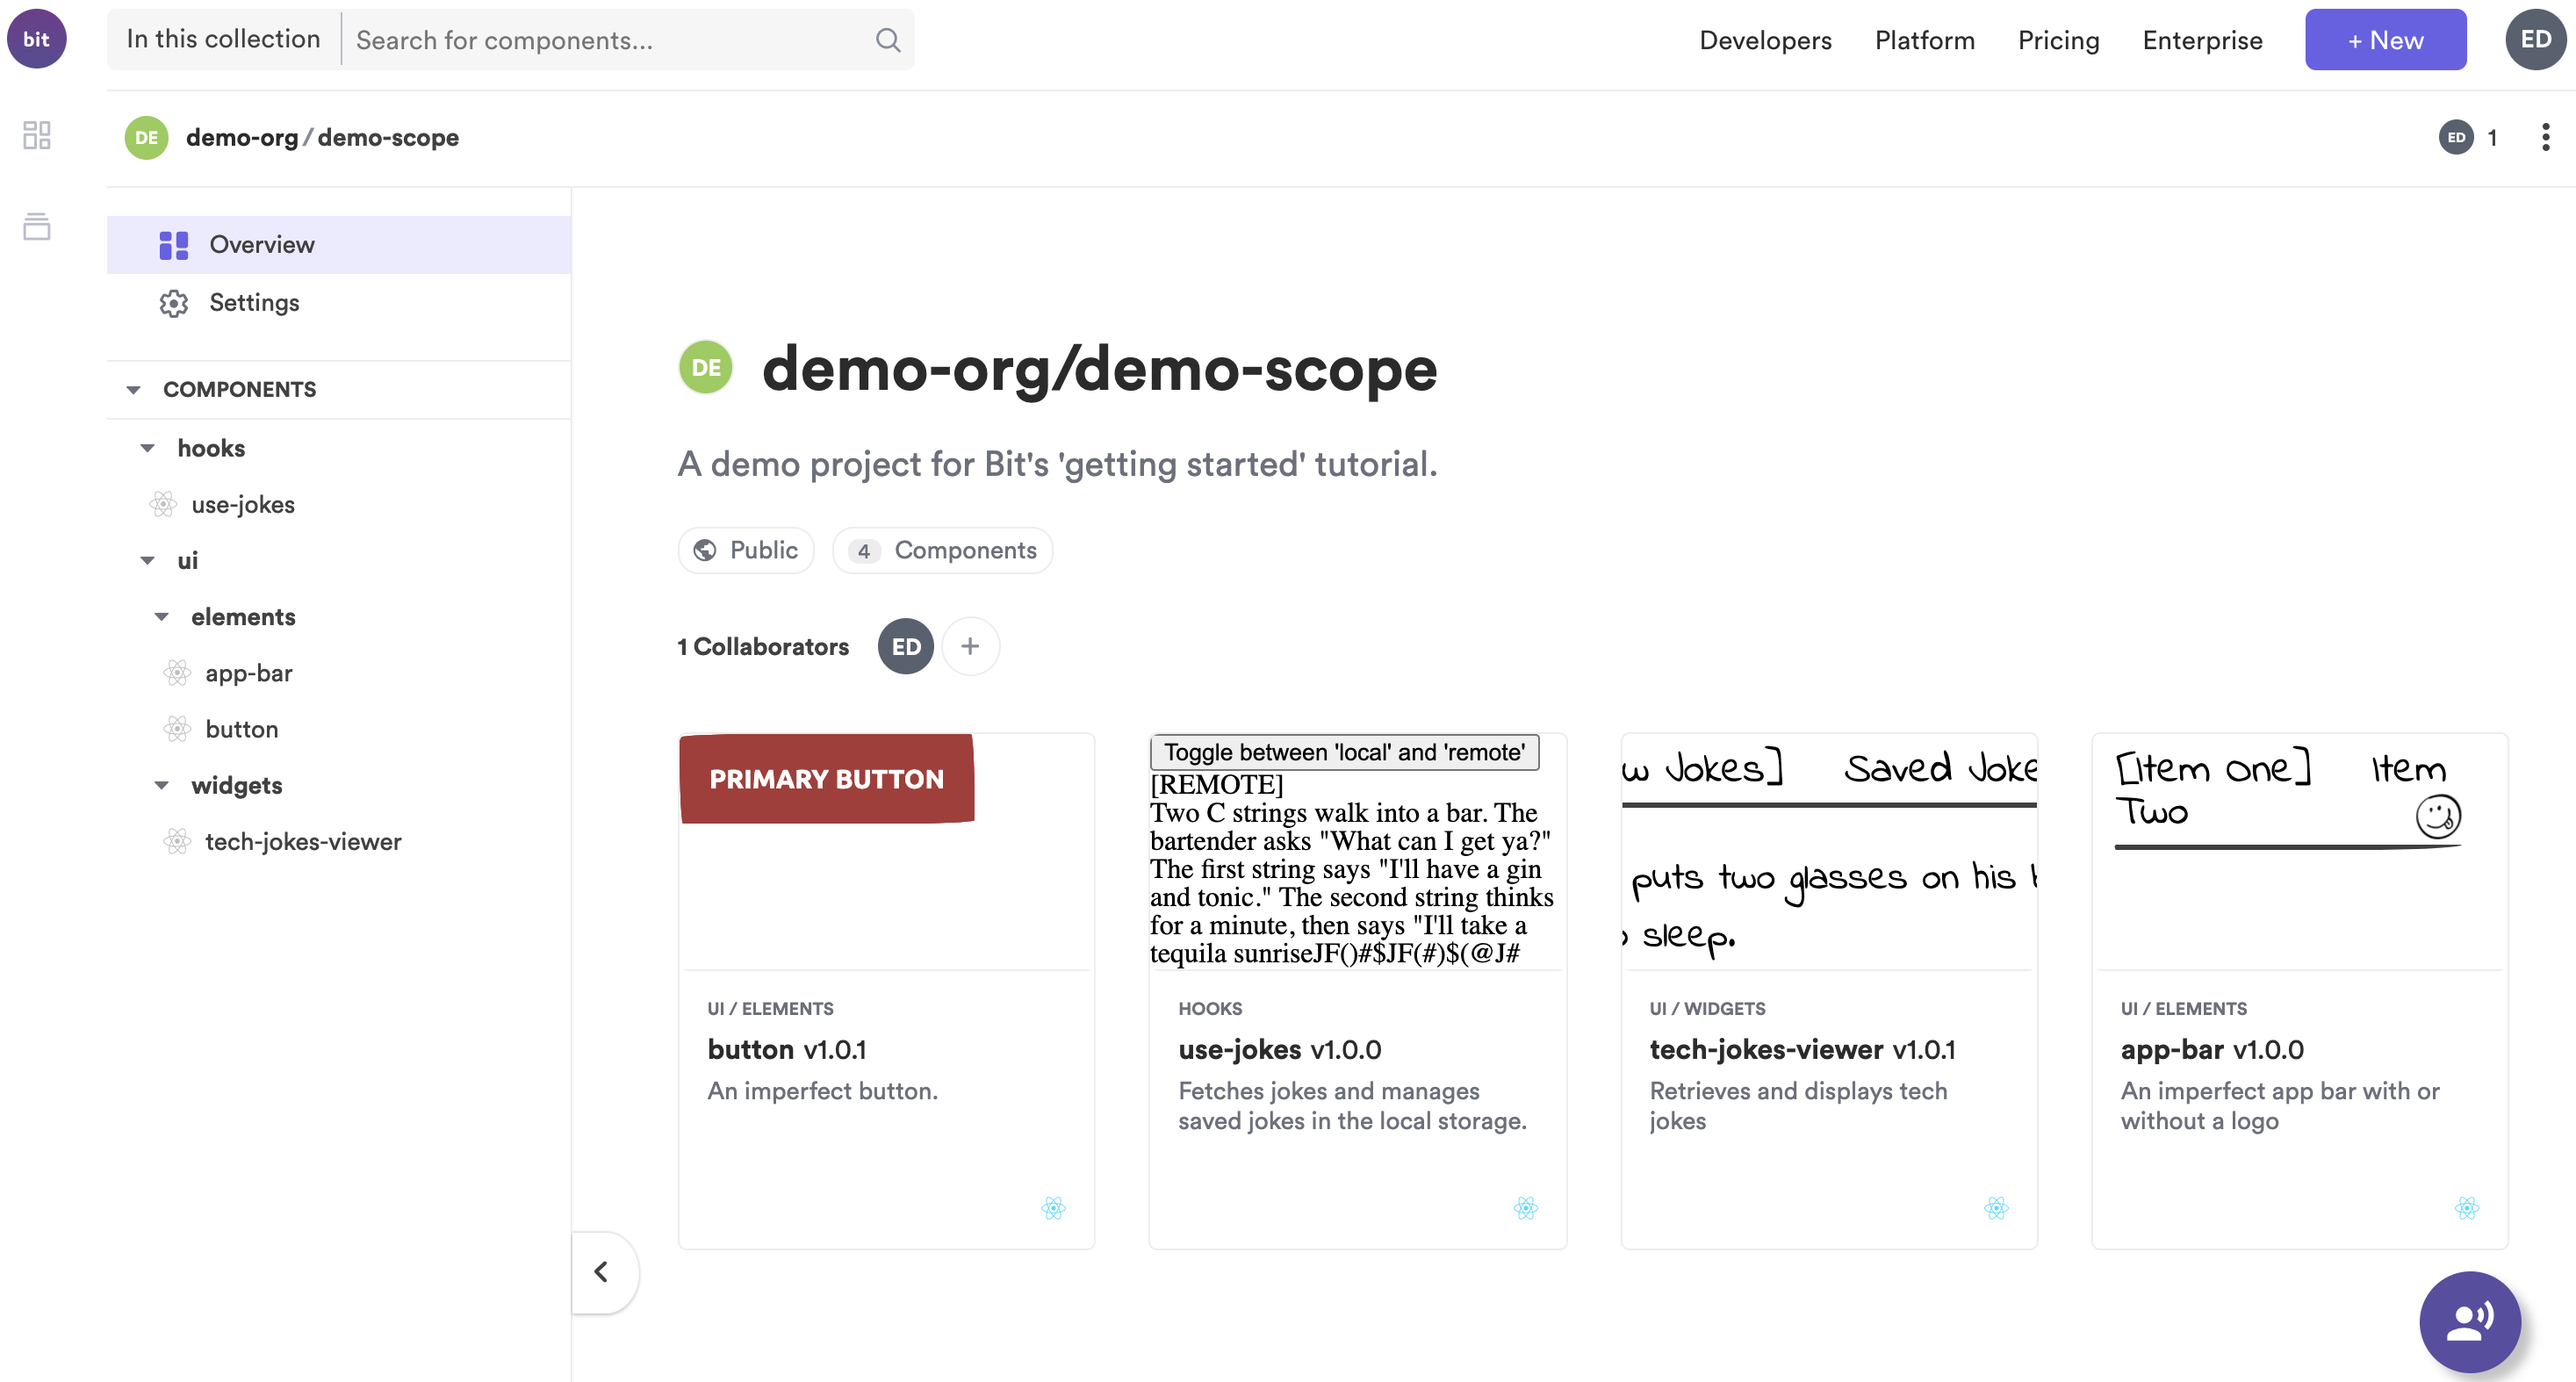 bit
In this collection
Search for components...
Developers
Platform
Pricing
Enterprise
+ New
ED
DE
demo-org/demo-scope
ED
1
Overview
Settings
COMPONENTS
hooks
use-jokes
ui
elements
app-bar
button
widgets
tech-jokes-viewer
DE
demo-org/demo-scope
A demo project for Bit's 'getting started' tutorial.
Public
4 Components
1 Collaborators
ED
+
PRIMARY BUTTON
UI / ELEMENTS
button v1.0.1
An imperfect button.
Toggle between 'local' and 'remote'
[REMOTE]
Two C strings walk into a bar. The
bartender asks "What can I get ya?"
The first string says "I'll have a gin
and tonic." The second string thinks
for a minute, then says "I'll take a
tequila sunriseJF()#$JF(#)$(@J#
HOOKS
use-jokes v1.0.0
Fetches jokes and manages
saved jokes in the local storage.
w Jokes] Saved Joke
puts two glasses on his
sleep.
UI / WIDGETS
tech-jokes-viewer v1.0.1
Retrieves and displays tech
jokes
[Item One] Item
Two
UI / ELEMENTS
app-bar v1.0.0
An imperfect app bar with or
without a logo